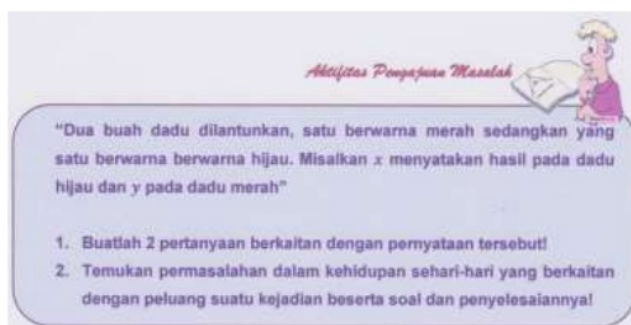 Aktifitas Pengajuan Masalah
"Dua buah dadu dilantunkan, satu berwarna merah sedangkan yang
satu berwarna berwarna hijau. Misalkan x menyatakan hasil pada dadu
hijau dan y pada dadu merah"
1. Buatlah 2 pertanyaan berkaitan dengan pernyataan tersebut!
2. Temukan permasalahan dalam kehidupan sehari-hari yang berkaitan
dengan peluang suatu kejadian beserta soal dan penyelesaiannya!